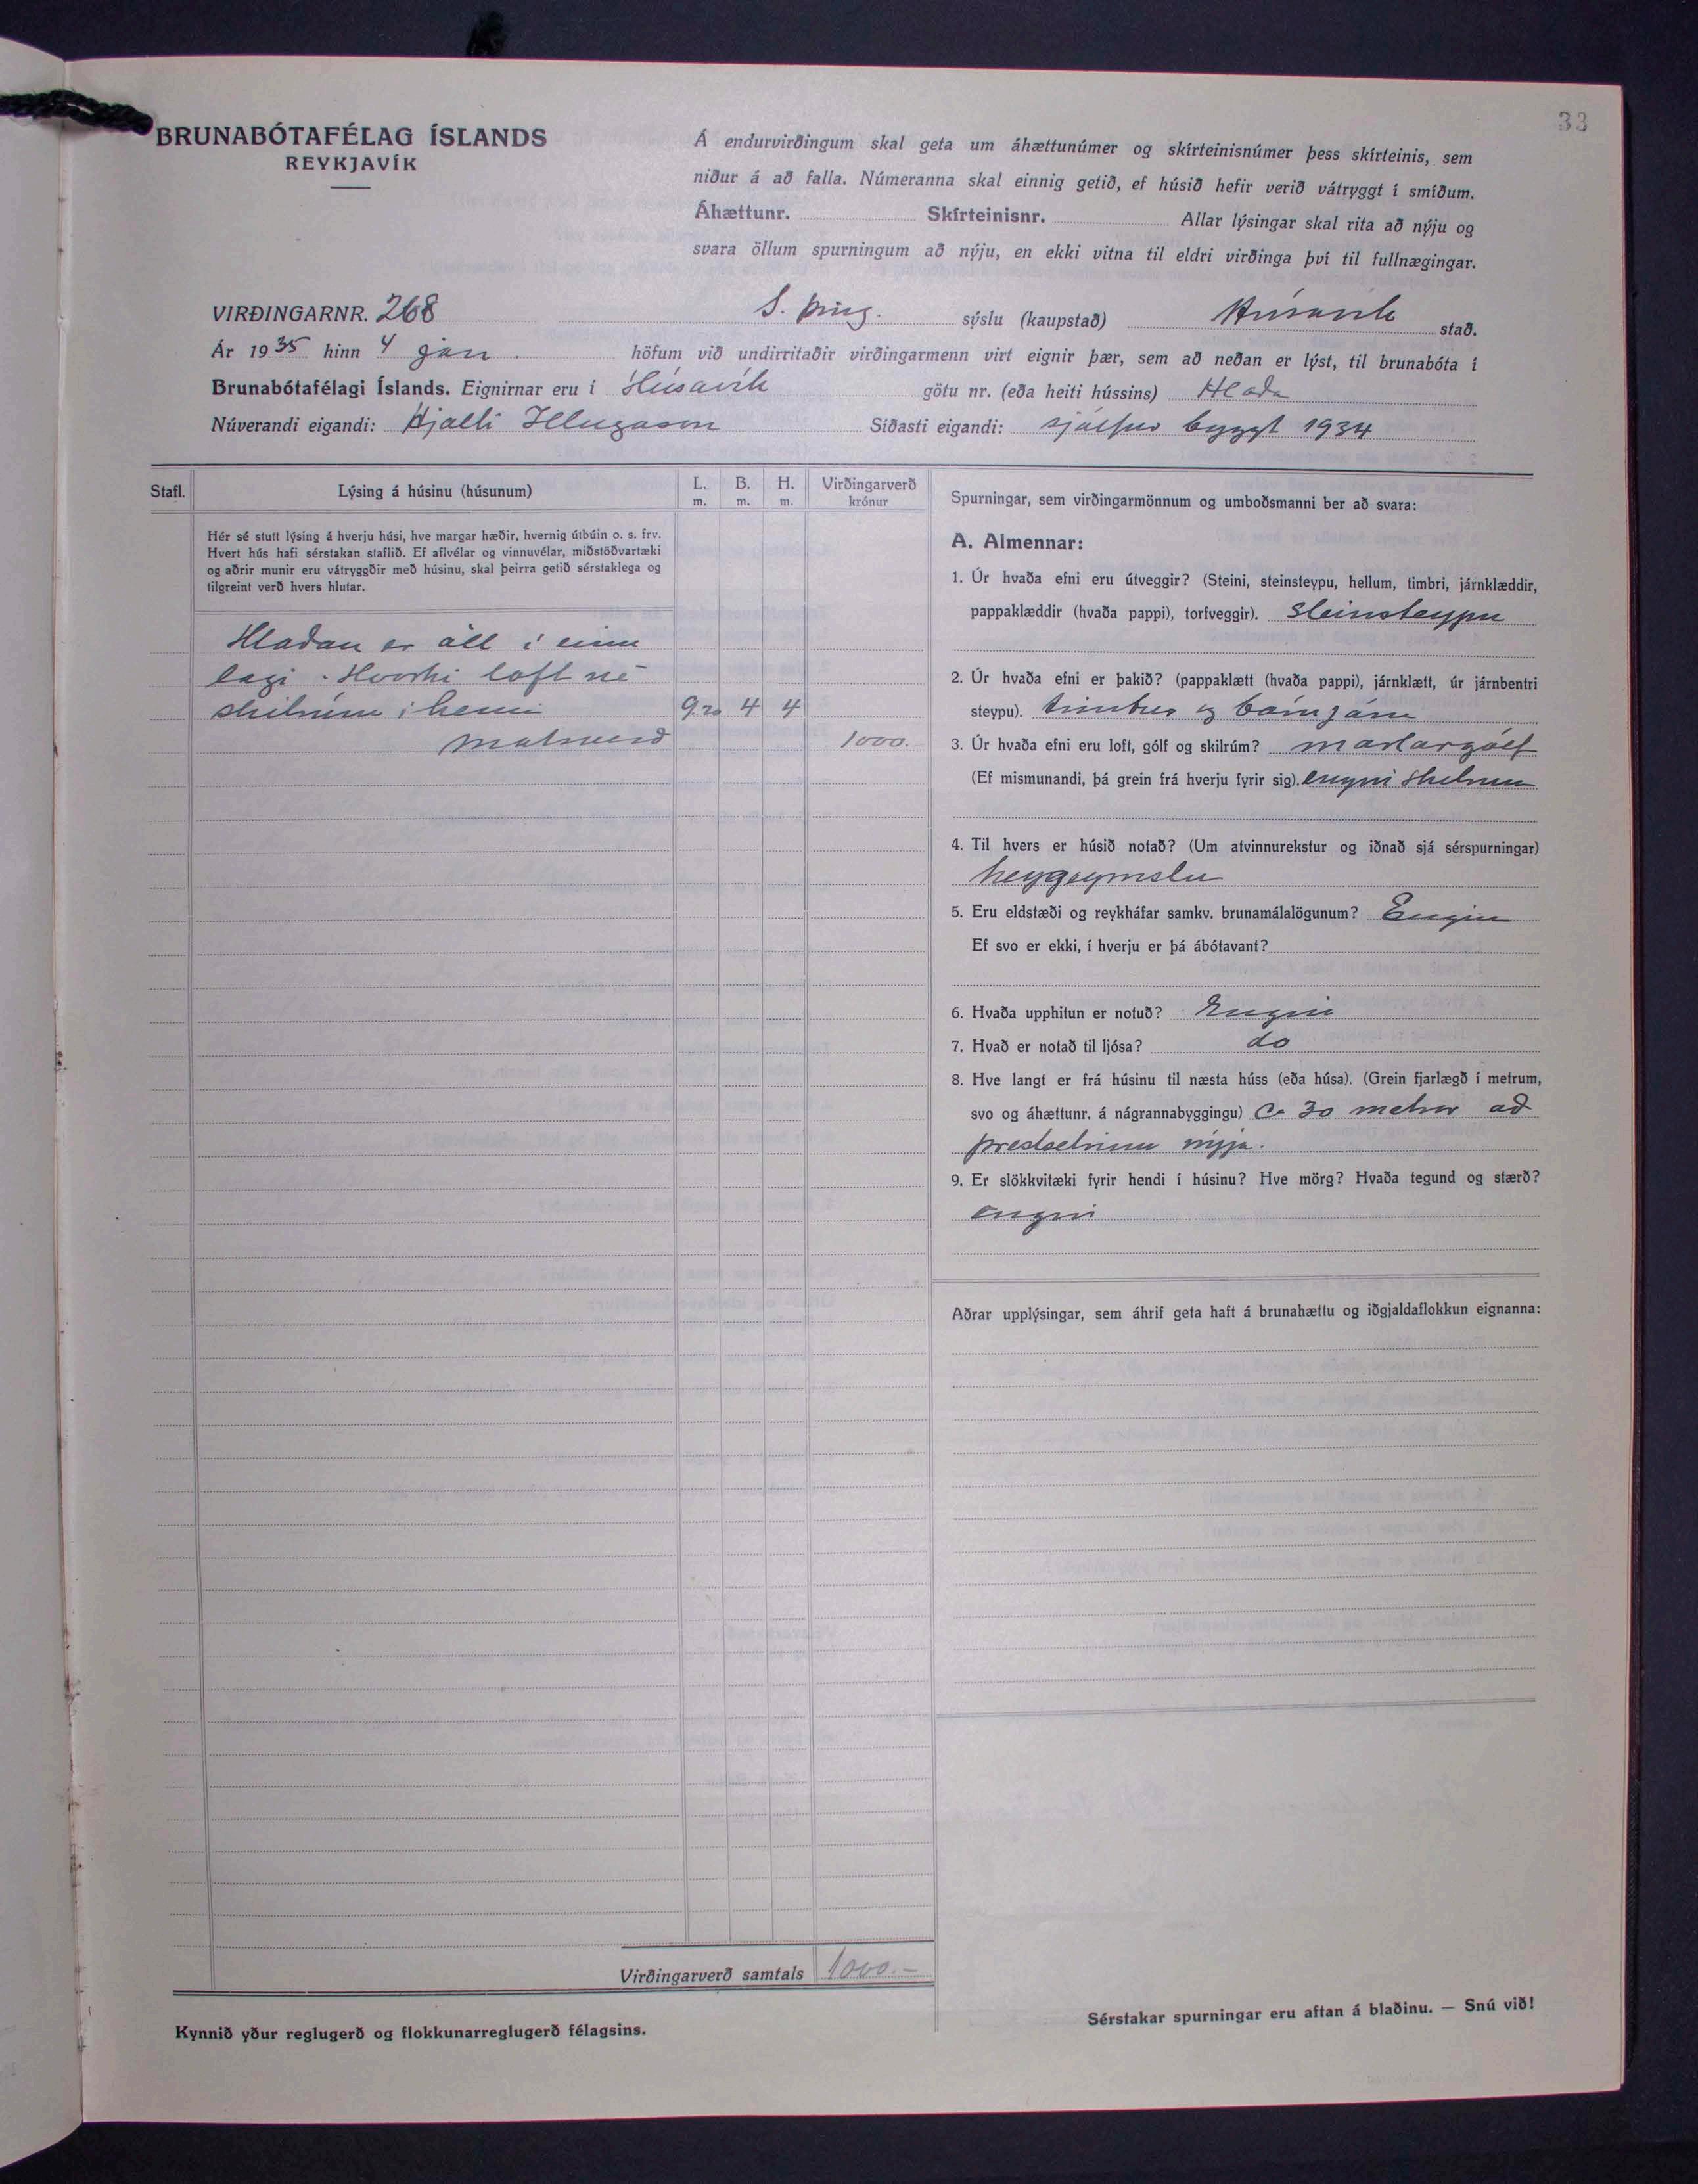 33
BRUNABÓTAFÉLAG ÍSLANDS
REYKJAVÍK
Á endurvirðingum skal geta um áhættunúmer og skírteinisnúmer þess skírteinis, sem
niður á að falla. Númeranna skal einnig getið, ef húsið hefir verið vátryggt í smíðum.
Áhættunr. Skírteinisnr. Allar lýsingar skal rita að nýju og
svara öllum spurningum að nýju, en ekki vitna til eldri virðinga því til fullnægingar.
VIRÐINGARNR. 268 S. Þing. sýslu (kaupstað) Húsavík stað.
Ár 1935 hinn 4 jan. höfum við undirritaðir virðingarmenn virt eignir þær, sem að neðan er lýst, til brunabóta í
Brunabótafélagi Íslands. Eignirnar eru í Húsavík götu nr. (eða heiti hússins) Hlaða
Núverandi eigandi: Hjalti Illugason Síðasti eigandi: sjálfur byggt 1934
Stafl. Lýsing á húsinu (húsunum) L. m. B. m. H. m. Virðingarverð krónur
Hér sé stutt lýsing á hverju húsi, hve margar hæðir, hvernig útbúin o. s. frv.
Hvert hús hafi sérstakan staflið. Ef aflvélar og vinnuvélar, miðstöðvartæki
og aðrir munir eru vátryggðir með húsinu, skal þeirra getið sérstaklega og
tilgreint verð hvers hlutar.
Hlaðan er öll í einu
lagi. Hvorki loft né
skilrúm í henni 9.20 4 4
Matsverð 1000.
Virðingarverð samtals 1000.-
Kynnið yður reglugerð og flokkunarreglugerð félagsins.
Spurningar, sem virðingarmönnum og umboðsmanni ber að svara:
A. Almennar:
1. Úr hvaða efni eru útveggir? (Steini, steinsteypu, hellum, timbri, járnklæddir,
pappaklæddir (hvaða pappi), torfveggir). Steinsteypu
2. Úr hvaða efni er þakið? (pappaklætt (hvaða pappi), járnklætt, úr járnbentri
steypu). timbur og bárujárn
3. Úr hvaða efni eru loft, gólf og skilrúm? malargólf
(Ef mismunandi, þá grein frá hverju fyrir sig). engin skilrúm
4. Til hvers er húsið notað? (Um atvinnurekstur og iðnað sjá sérspurningar)
heygeymslu
5. Eru eldstæði og reykháfar samkv. brunamálalögunum? Engin
Ef svo er ekki, í hverju er þá ábótavant?
6. Hvaða upphitun er notuð? Engin
7. Hvað er notað til ljósa? do
8. Hve langt er frá húsinu til næsta húss (eða húsa). (Grein fjarlægð í metrum,
svo og áhættunr. á nágrannabyggingu) Ca 30 metrar að
prestsetrinu nýja.
9. Er slökkvitæki fyrir hendi í húsinu? Hve mörg? Hvaða tegund og stærð?
engin
Aðrar upplýsingar, sem áhrif geta haft á brunahættu og iðgjaldaflokkun eignanna:
Sérstakar spurningar eru aftan á blaðinu. — Snú við!